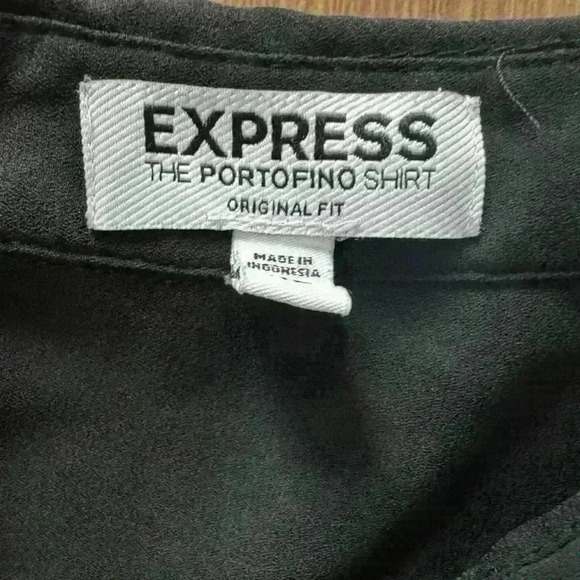 EXPRESS
THE PORTOFINO SHIRT
ORIGINAL FIT
MADE IN
INDONESIA